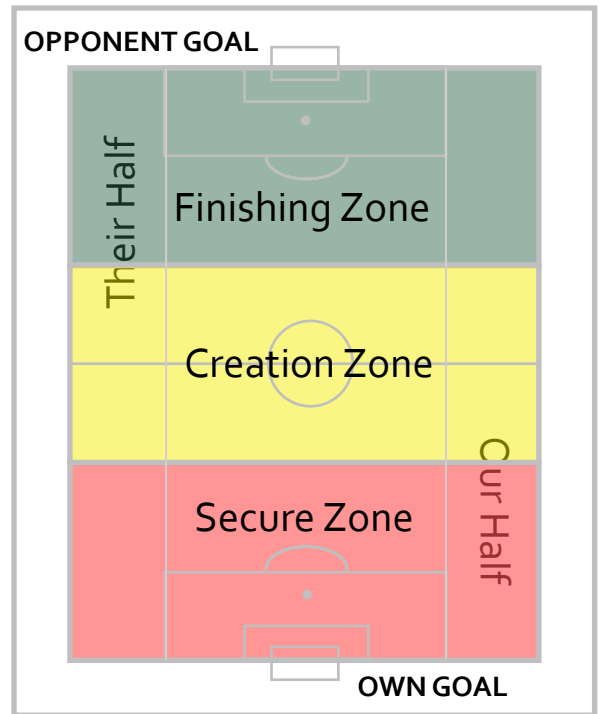 OPPONENT GOAL
Their Half
Finishing Zone
Creation Zone
Our Half
Secure Zone
OWN GOAL